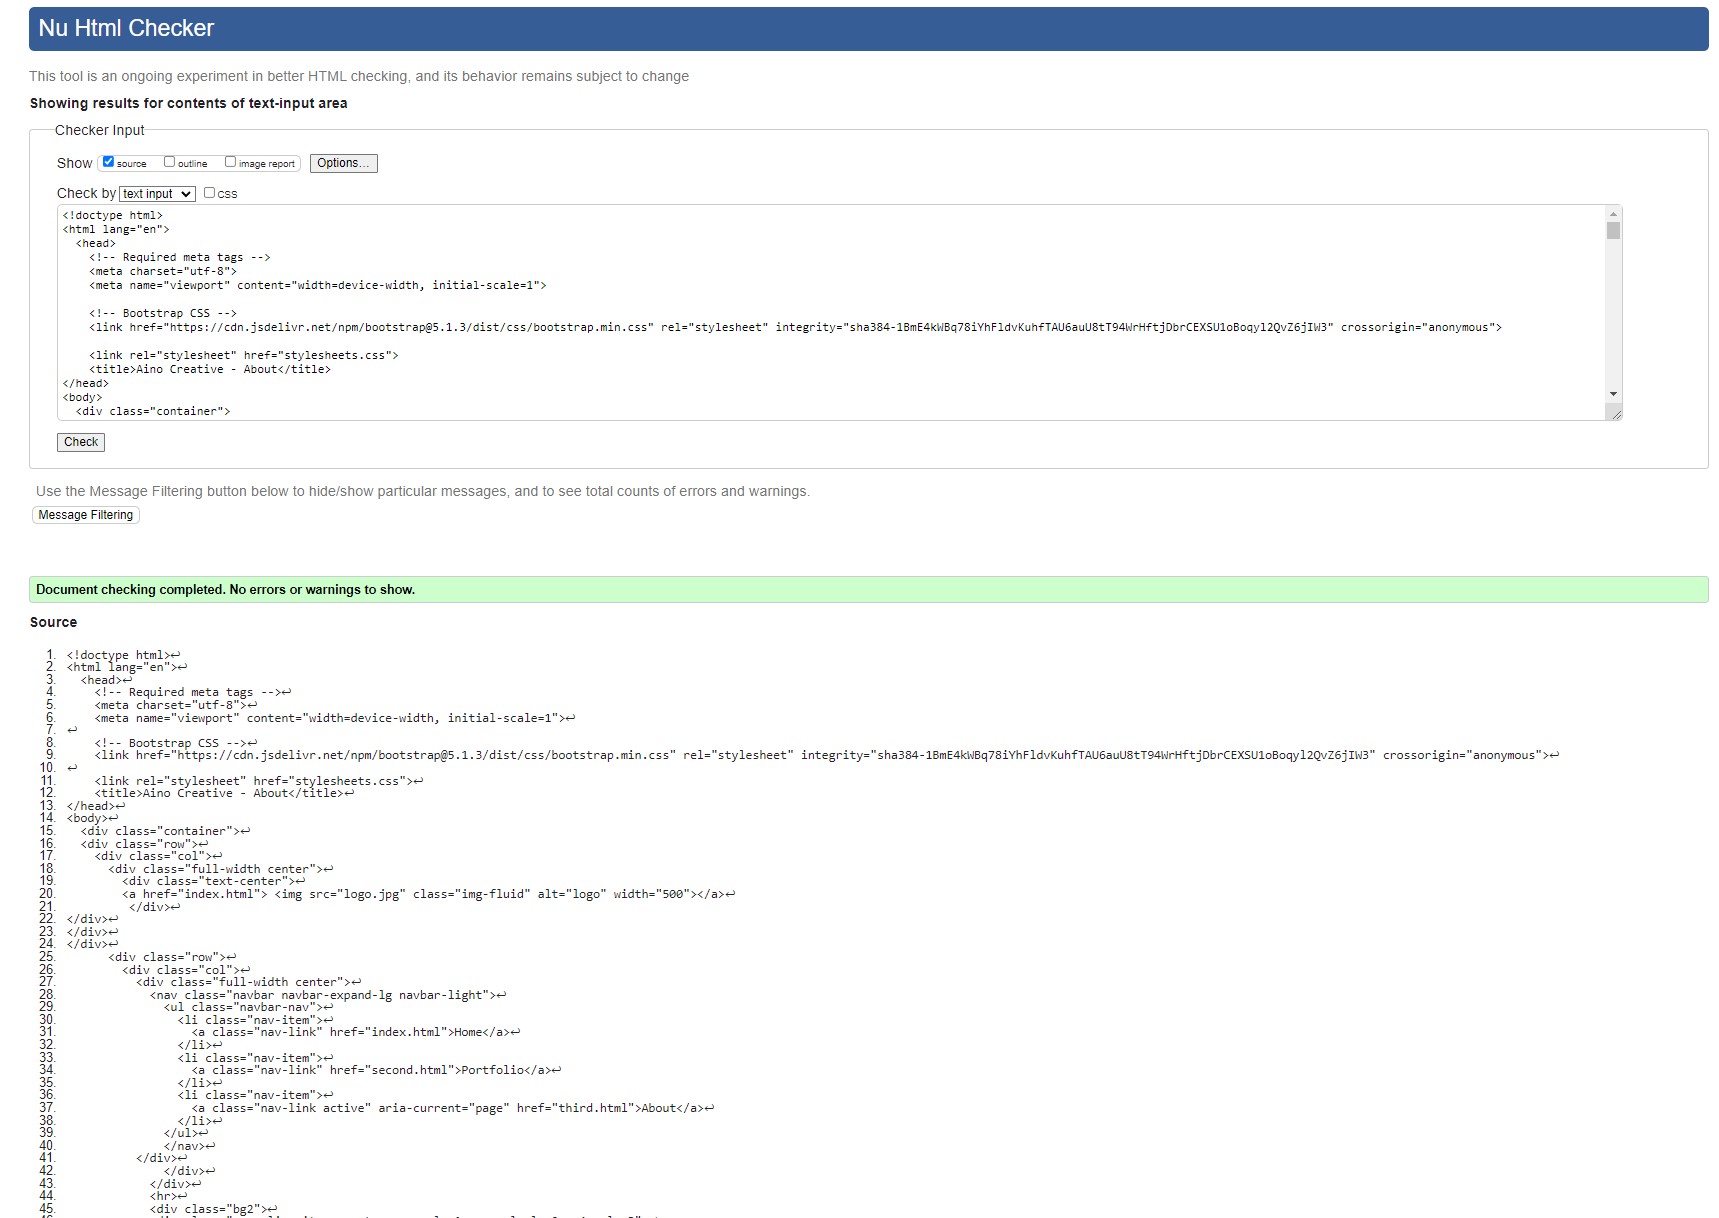 Nu Html Checker
This tool is an ongoing experiment in better HTML checking, and its behavior remains subject to change
Showing results for contents of text-input area
Checker Input
Show source outline image report Options...
Check by text input css
<!doctype html>
<html lang="en">
  <head>
    <!-- Required meta tags -->
    <meta charset="utf-8">
    <meta name="viewport" content="width=device-width, initial-scale=1">
    <!-- Bootstrap CSS -->
    <link href="https://cdn.jsdelivr.net/npm/bootstrap@5.1.3/dist/css/bootstrap.min.css" rel="stylesheet" integrity="sha384-1BmE4kWBq78iYhFldvKuhfTAU6auU8tT94WrHftjDbrCEXSU1oBoqyl2QvZ6jIW3" crossorigin="anonymous">
    <link rel="stylesheet" href="stylesheets.css">
    <title>Aino Creative - About</title>
</head>
<body>
  <div class="container">
Check
Use the Message Filtering button below to hide/show particular messages, and to see total counts of errors and warnings.
Message Filtering
Document checking completed. No errors or warnings to show.
Source
1. <!doctype html>↩
2. <html lang="en">↩
3.   <head>↩
4.     <!-- Required meta tags -->↩
5.     <meta charset="utf-8">↩
6.     <meta name="viewport" content="width=device-width, initial-scale=1">↩
7. ↩
8.     <!-- Bootstrap CSS -->↩
9.     <link href="https://cdn.jsdelivr.net/npm/bootstrap@5.1.3/dist/css/bootstrap.min.css" rel="stylesheet" integrity="sha384-1BmE4kWBq78iYhFldvKuhfTAU6auU8tT94WrHftjDbrCEXSU1oBoqyl2QvZ6jIW3" crossorigin="anonymous">↩
10. ↩
11.     <link rel="stylesheet" href="stylesheets.css">↩
12.     <title>Aino Creative - About</title>↩
13. </head>↩
14. <body>↩
15.   <div class="container">↩
16.   <div class="row">↩
17.     <div class="col">↩
18.       <div class="full-width center">↩
19.         <div class="text-center">↩
20.         <a href="index.html"> <img src="logo.jpg" class="img-fluid" alt="logo" width="500"></a>↩
21.          </div>↩
22. </div>↩
23. </div>↩
24. </div>↩
25.       <div class="row">↩
26.         <div class="col">↩
27.           <div class="full-width center">↩
28.             <nav class="navbar navbar-expand-lg navbar-light">↩
29.               <ul class="navbar-nav">↩
30.                 <li class="nav-item">↩
31.                   <a class="nav-link" href="index.html">Home</a>↩
32.                 </li>↩
33.                 <li class="nav-item">↩
34.                   <a class="nav-link" href="second.html">Portfolio</a>↩
35.                 </li>↩
36.                 <li class="nav-item">↩
37.                   <a class="nav-link active" aria-current="page" href="third.html">About</a>↩
38.                 </li>↩
39.               </ul>↩
40.               </nav>↩
41.           </div>↩
42.               </div>↩
43.             </div>↩
44.             <hr>↩
45.             <div class="bg2">↩